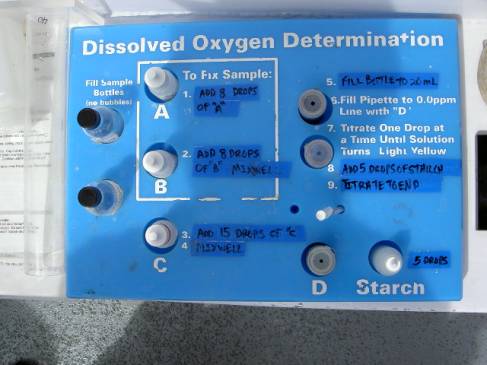 Dissolved Oxygen Determination
Fill Sample
Bottles
(no bubbles)
To Fix Sample:
A
1. ADD 8 DROPS
OF "A"
2. ADD 8 DROPS
OF "B" MIXWELL
B
3. ADD 15 DROPS OF "C
4 MIXWELL
C
5. FILL BOTTLE TO 20 mL
6. Fill Pipette to 0.0ppm
Line with "D"
7. Titrate One Drop at
a Time Until Solution
Turns Light Yellow
8 ADD 5 DROPS OF STARCH
9. TITRATE TO END
D
Starch
5 DROPS